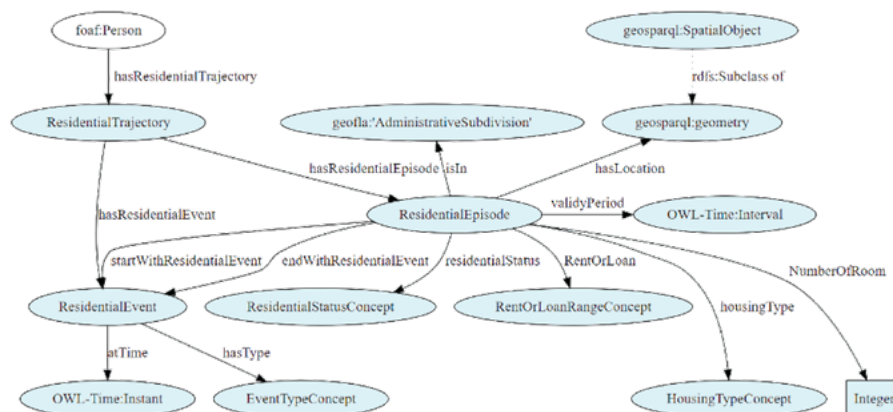 foaf:Person
geosparql:SpatialObject
hasResidentialTrajectory
rdfs:Subclass of
ResidentialTrajectory
geofla:'AdministrativeSubdivision'
geosparql:geometry
hasResidentialEpisode
isIn
hasLocation
validyPeriod
hasResidentialEvent
ResidentialEpisode
OWL-Time:Interval
startWithResidentialEvent
endWithResidentialEvent
residentialStatus
RentOrLoan
NumberOfRoom
ResidentialEvent
ResidentialStatusConcept
RentOrLoanRangeConcept
housingType
atTime
hasType
OWL-Time:Instant
EventTypeConcept
HousingTypeConcept
Integer